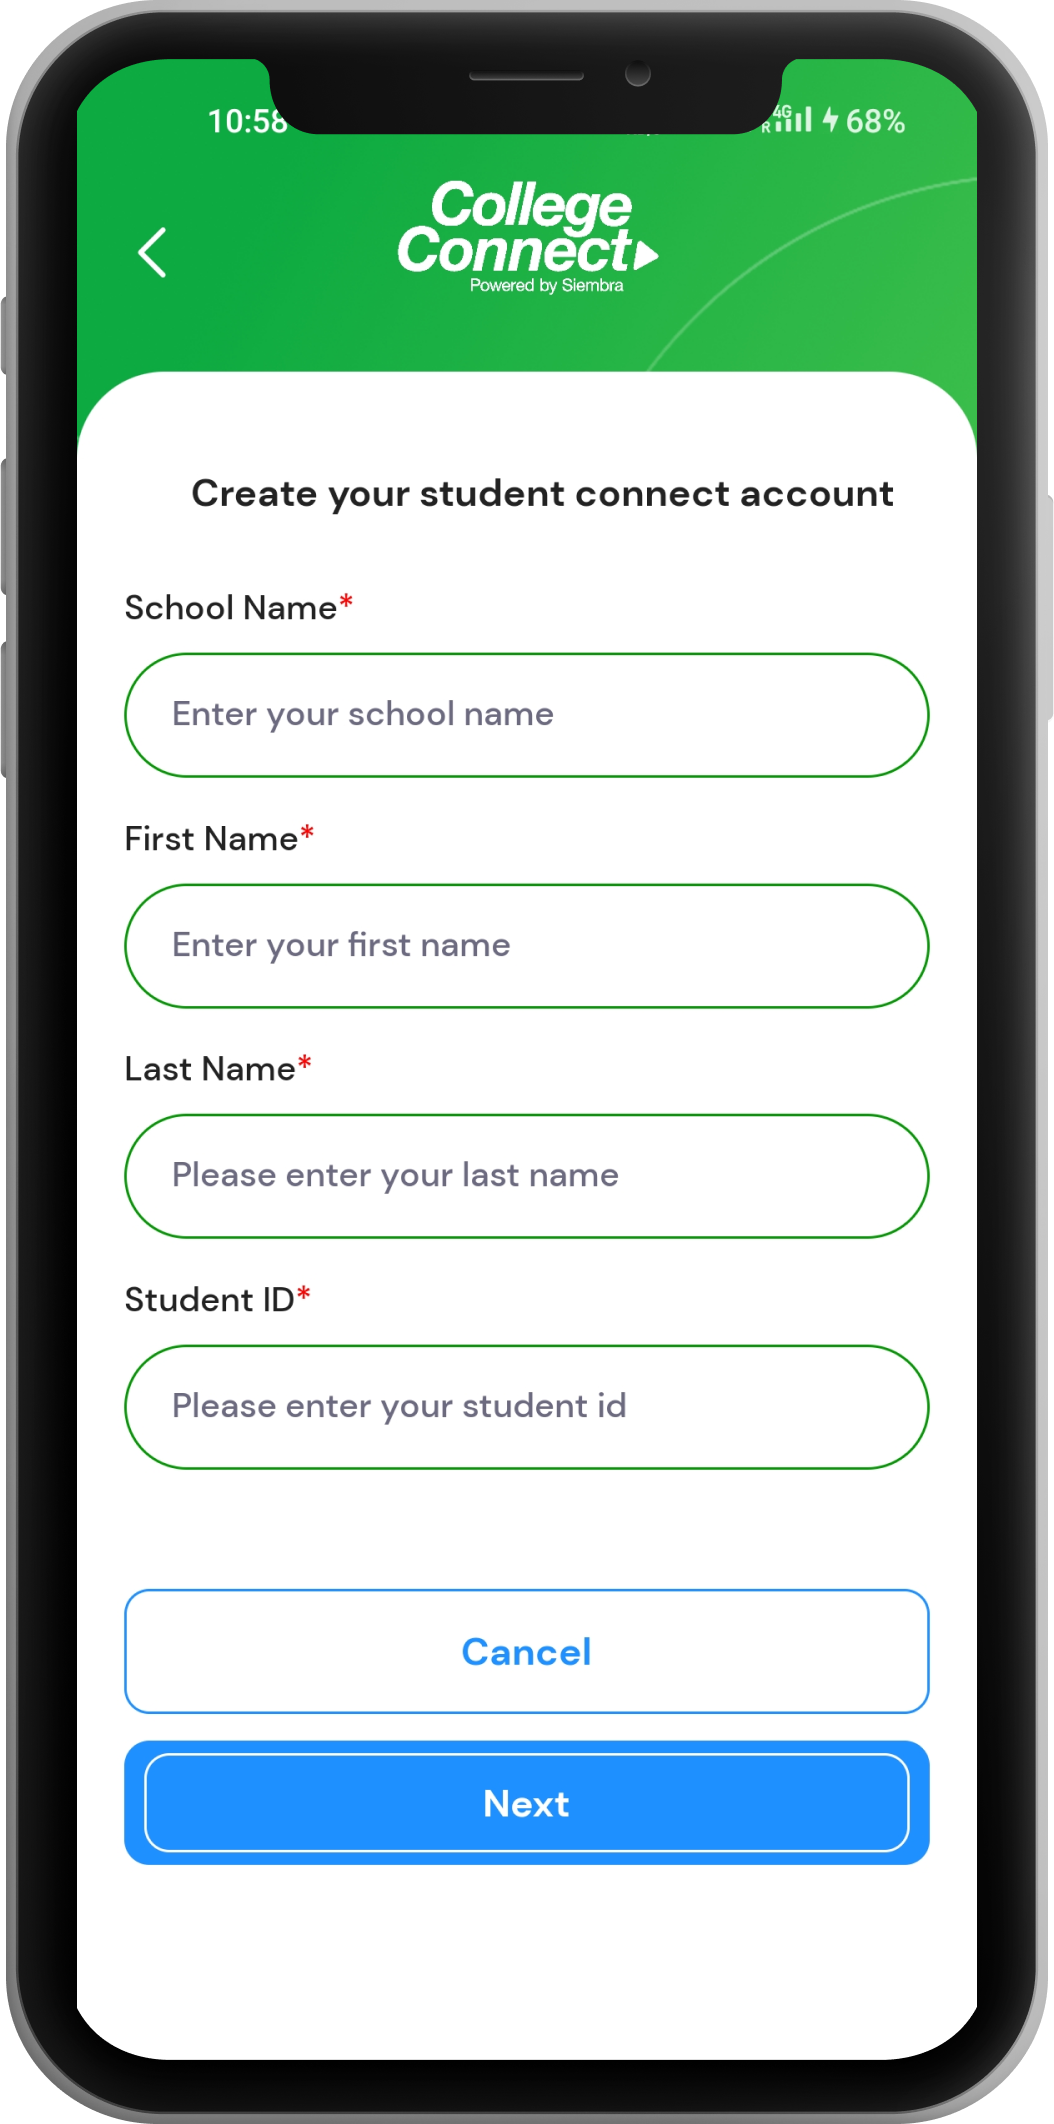 10:58
4G
R
68%
College
Connect
Powered by Siembra
Create your student connect account
School Name*
Enter your school name
First Name*
Enter your first name
Last Name*
Please enter your last name
Student ID*
Please enter your student id
Cancel
Next